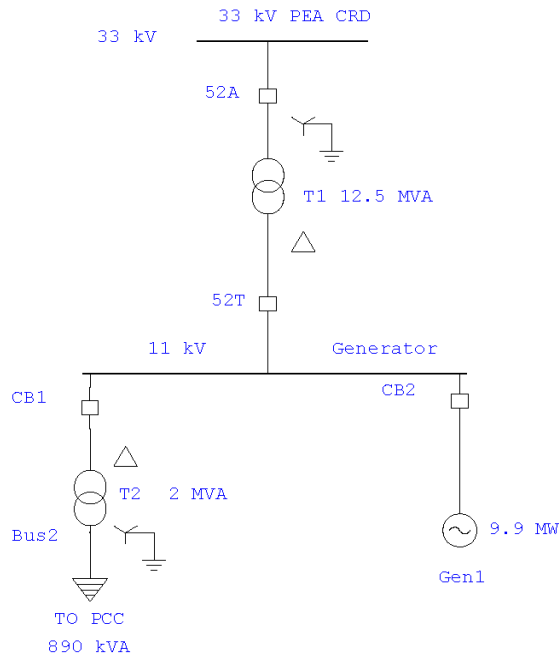 33 kV PEA CRD
33 kV
52A
T1 12.5 MVA
52T
11 kV
Generator
CB1
CB2
T2 2 MVA
Bus2
9.9 MW
Gen1
TO PCC
890 kVA